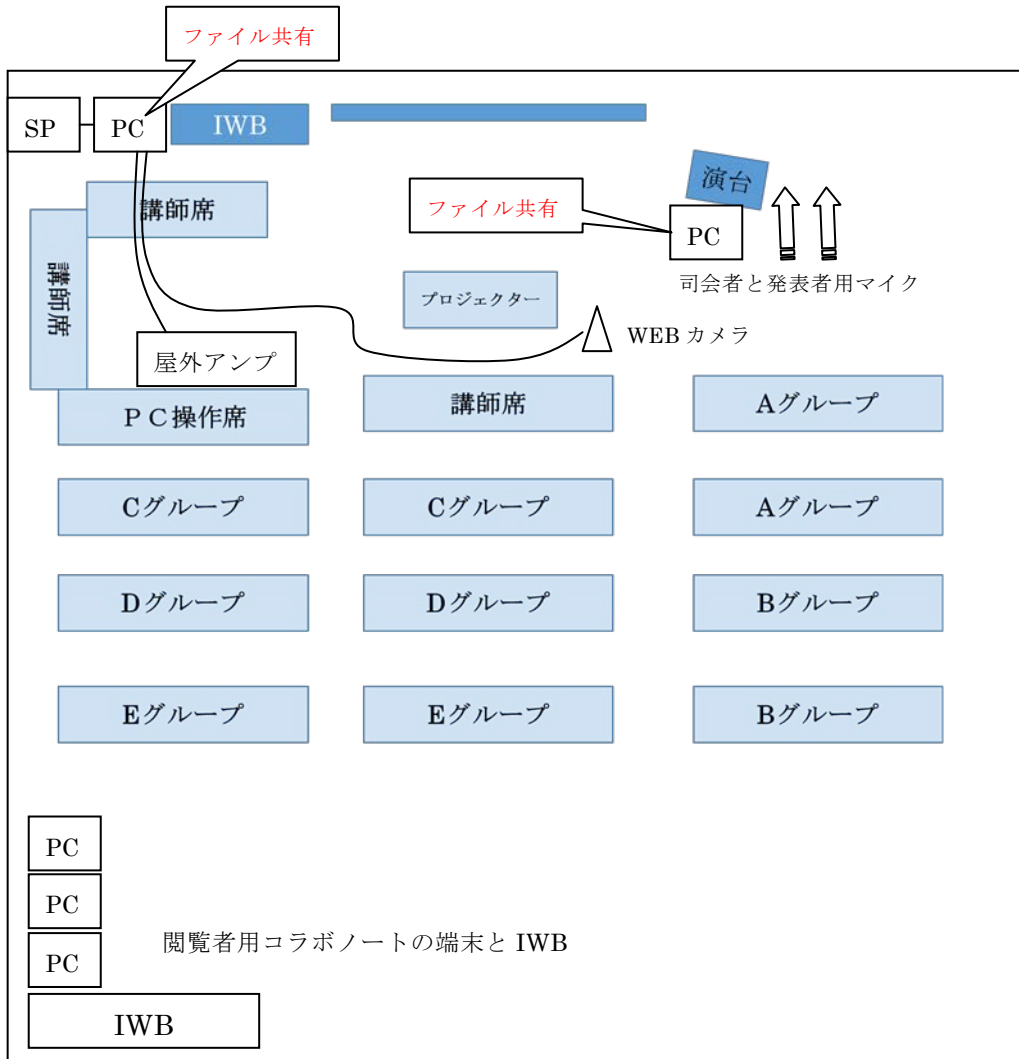 ファイル共有
SP
PC
IWB
演台
講師席
ファイル共有
PC
講師席
司会者と発表者用マイク
プロジェクター
WEB カメラ
屋外アンプ
PC操作席
講師席
Aグループ
Cグループ
Cグループ
Aグループ
Dグループ
Dグループ
Bグループ
Eグループ
Eグループ
Bグループ
PC
PC
PC
閲覧者用コラボノートの端末と IWB
IWB